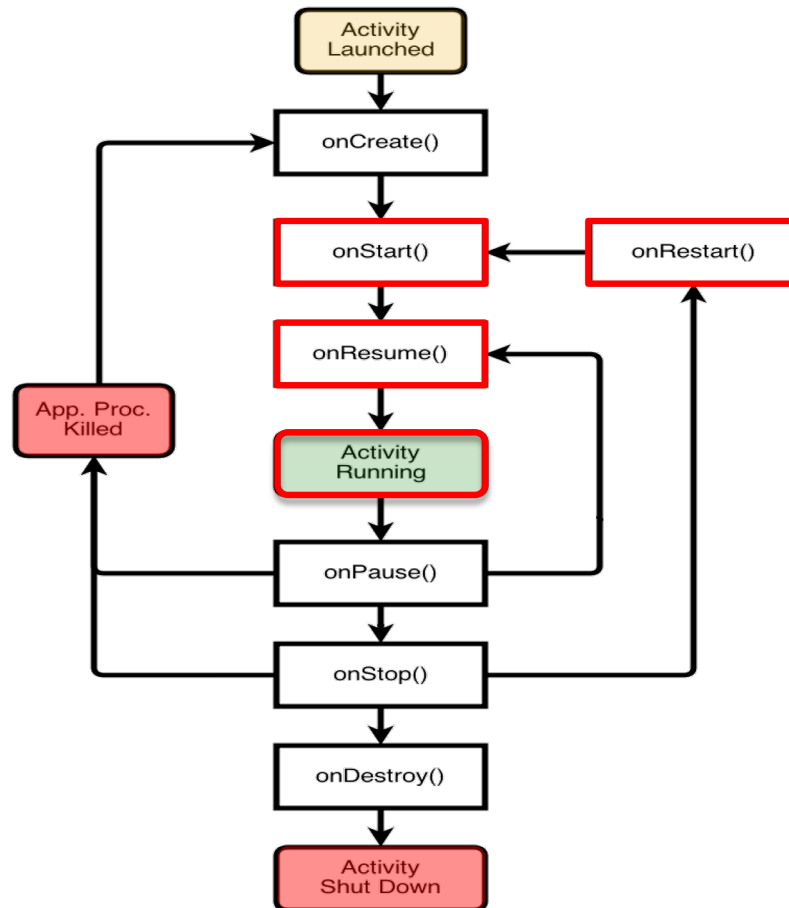 Activity
Launched
onCreate()
onStart()
onRestart()
onResume()
App. Proc.
Killed
Activity
Running
onPause()
onStop()
onDestroy()
Activity
Shut Down